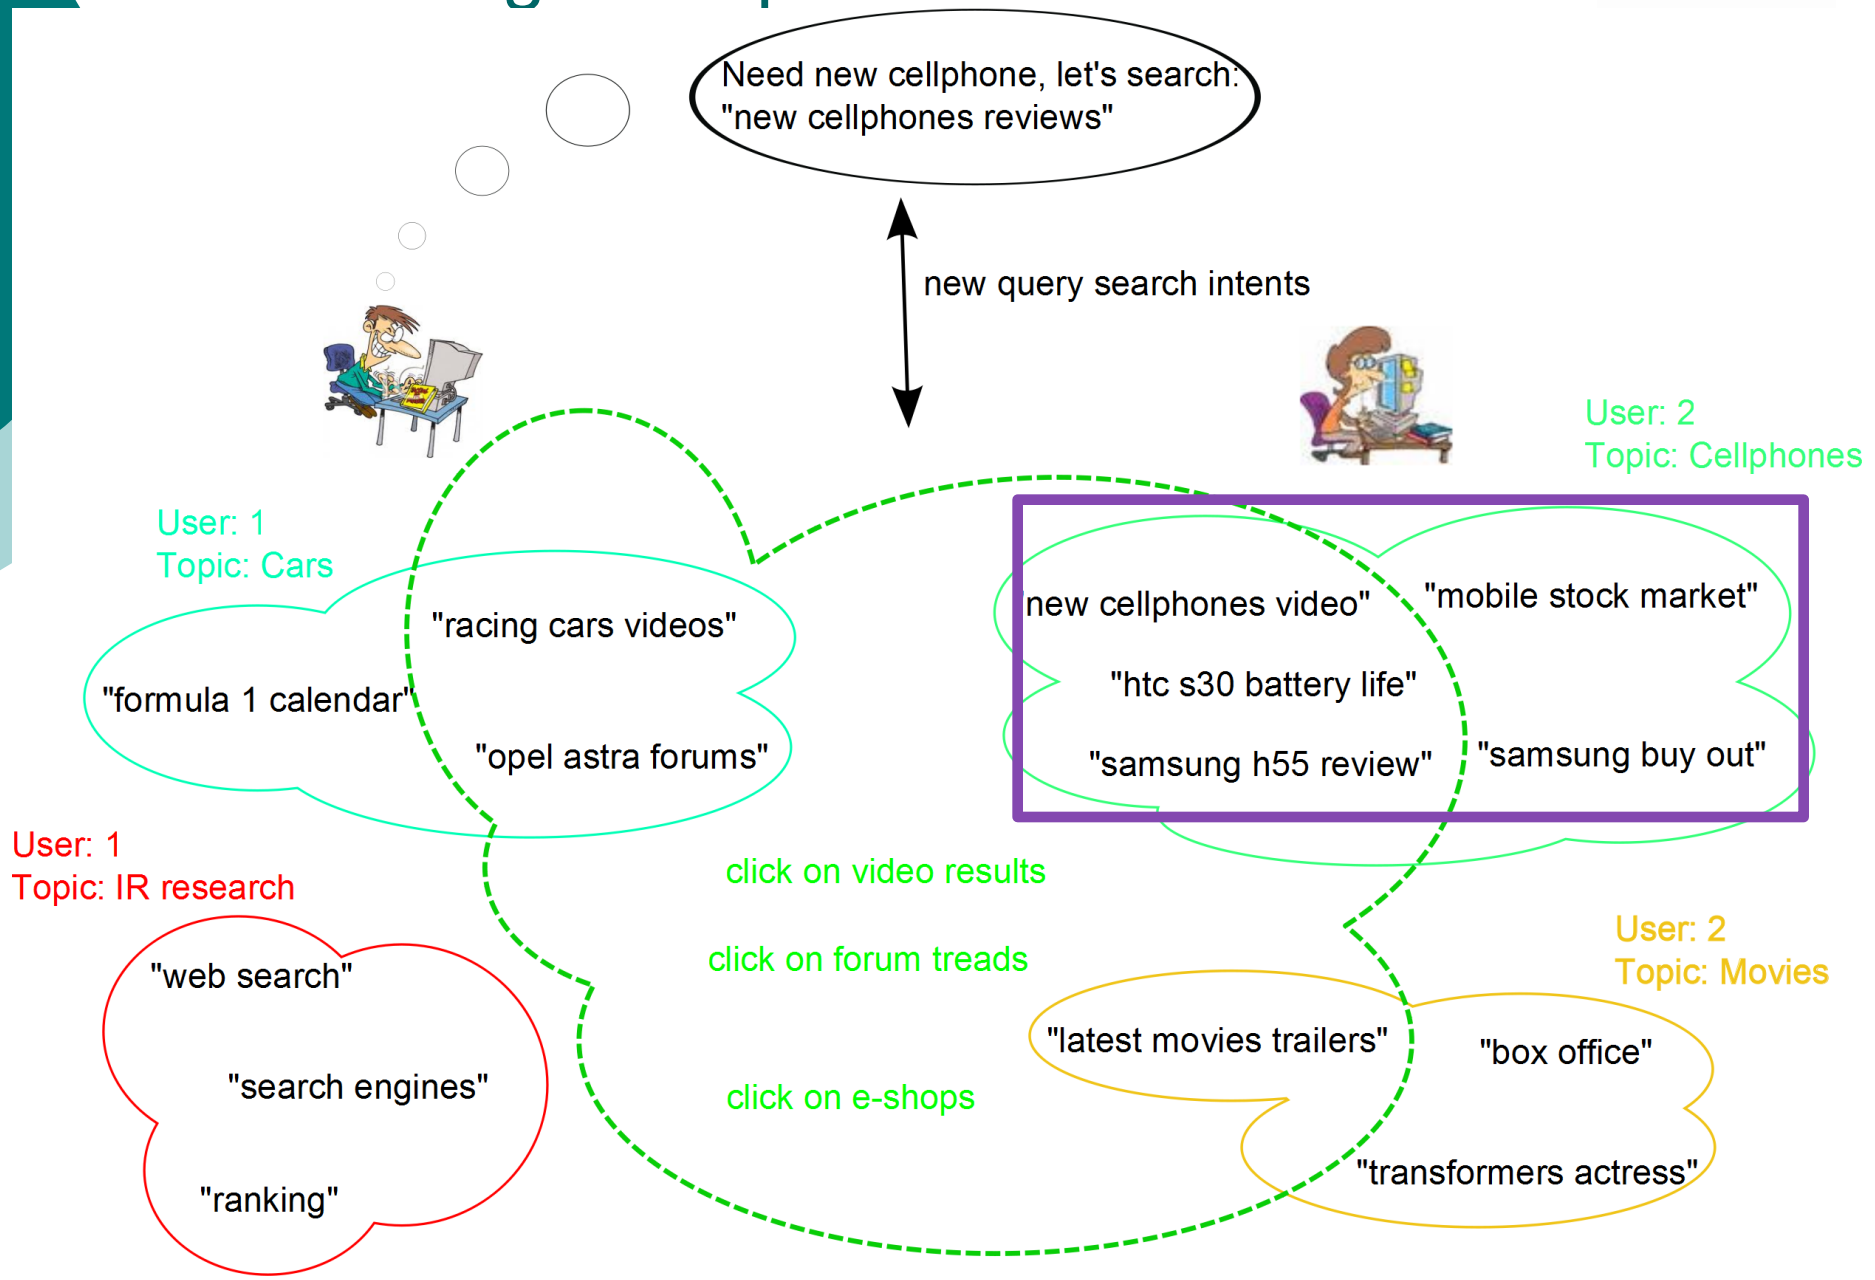 Need new cellphone, let's search:
"new cellphones reviews"
new query search intents
User: 2
Topic: Cellphones
User: 1
Topic: Cars
"racing cars videos"
"formula 1 calendar"
"opel astra forums"
new cellphones video"
"mobile stock market"
"htc s30 battery life"
"samsung h55 review"
"samsung buy out"
User: 1
Topic: IR research
click on video results
click on forum treads
click on e-shops
"web search"
"search engines"
"ranking"
User: 2
Topic: Movies
"latest movies trailers"
"box office"
"transformers actress"